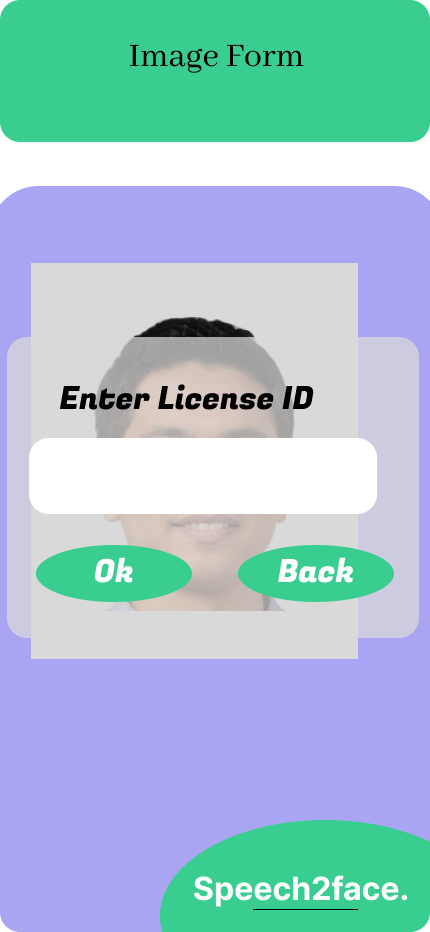 Image Form
Enter License ID
Ok Back
Speech2face.